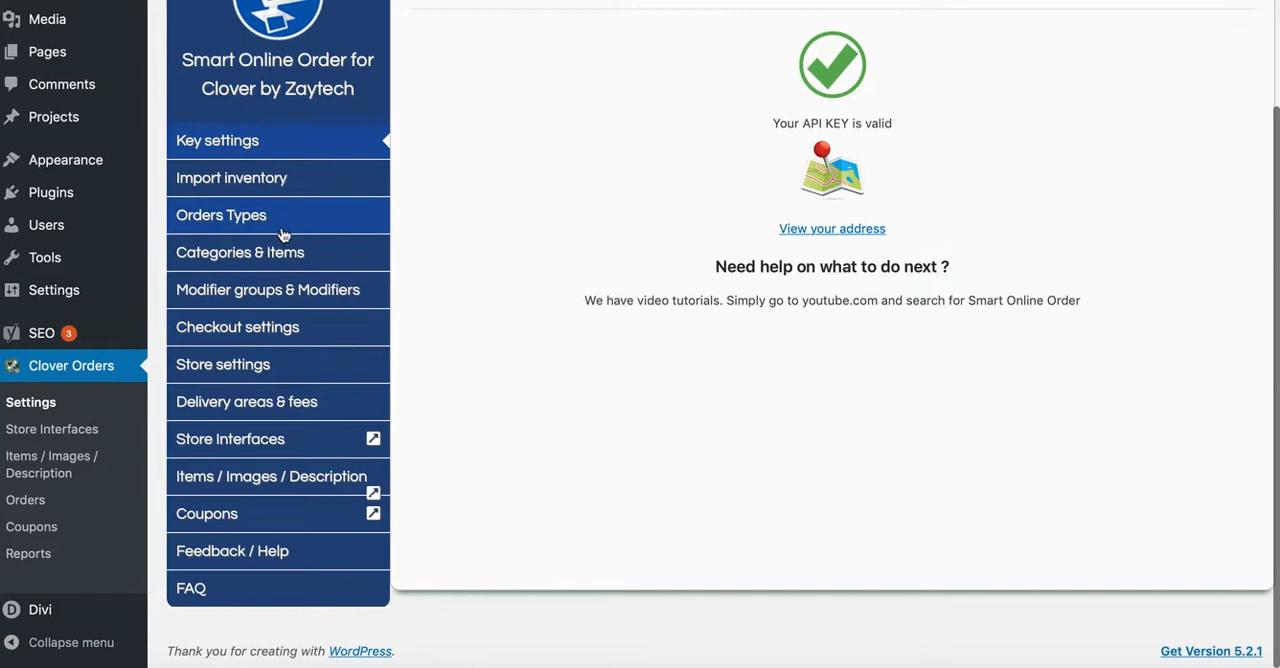 Media
Pages
Comments
Projects
Appearance
Plugins
Users
Tools
Settings
SEO 3
Clover Orders
Settings
Store Interfaces
Items / Images /
Description
Orders
Coupons
Reports
Divi
Collapse menu
Smart Online Order for
Clover by Zaytech
Key settings
Import inventory
Orders Types
Categories & Items
Modifier groups & Modifiers
Checkout settings
Store settings
Delivery areas & fees
Store Interfaces
Items / Images / Description
Coupons
Feedback / Help
FAQ
Your API KEY is valid
View your address
Need help on what to do next ?
We have video tutorials. Simply go to youtube.com and search for Smart Online Order
Thank you for creating with WordPress.
Get Version 5.2.1